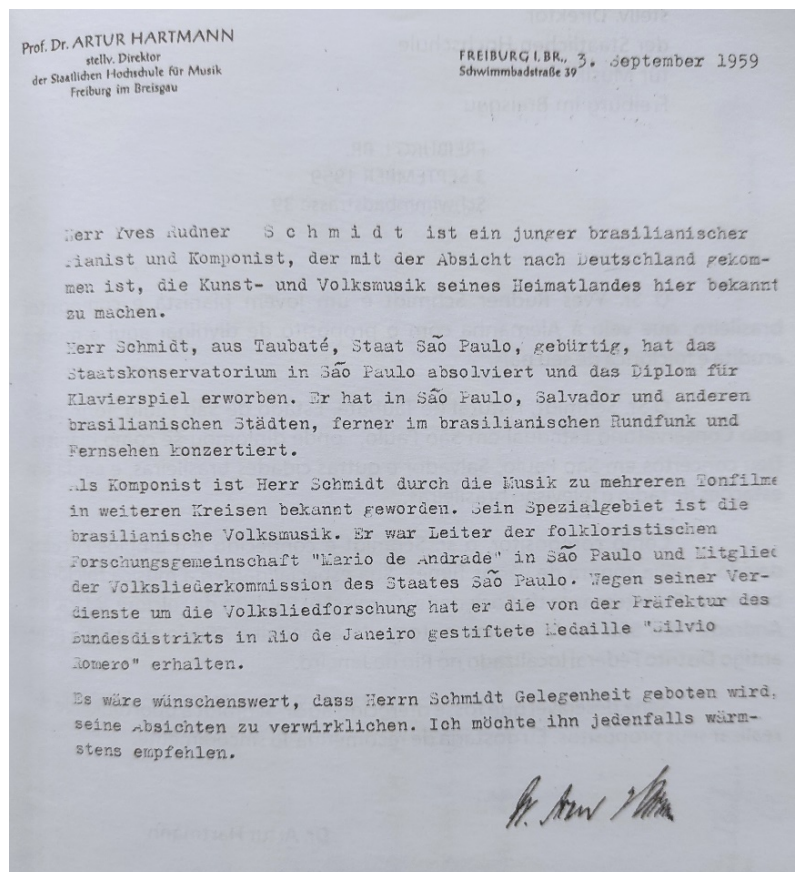 Prof. Dr. ARTUR HARTMANN
stellv. Direktor
der Staatlichen Hochschule für Musik
Freiburg im Breisgau
FREIBURG I. BR., 3. September 1959
Schwimmbadstraße 39
Herr Yves Rudner S c h m i d t ist ein junger brasilianischer
Pianist und Komponist, der mit der Absicht nach Deutschland gekom-
men ist, die Kunst- und Volksmusik seines Heimatlandes hier bekannt
zu machen.
Herr Schmidt, aus Taubaté, Staat São Paulo, gebürtig, hat das
Staatskonservatorium in São Paulo absolviert und das Diplom für
Klavierspiel erworben. Er hat in São Paulo, Salvador und anderen
brasilianischen Städten, ferner im brasilianischen Rundfunk und
Fernsehen konzertiert.
Als Komponist ist Herr Schmidt durch die Musik zu mehreren Tonfilme
in weiteren Kreisen bekannt geworden. Sein Spezialgebiet ist die
brasilianische Volksmusik. Er war Leiter der folkloristischen
Forschungsgemeinschaft "Mario de Andrade" in São Paulo und Mitglied
der Volksliederkommission des Staates São Paulo. Wegen seiner Ver-
dienste um die Volksliedforschung hat er die von der Präfektur des
Bundesdistrikts in Rio de Janeiro gestiftete Medaille "Silvio
Romero" erhalten.
Es wäre wünschenswert, dass Herrn Schmidt Gelegenheit geboten wird,
seine Absichten zu verwirklichen. Ich möchte ihn jedenfalls wärm-
stens empfehlen.